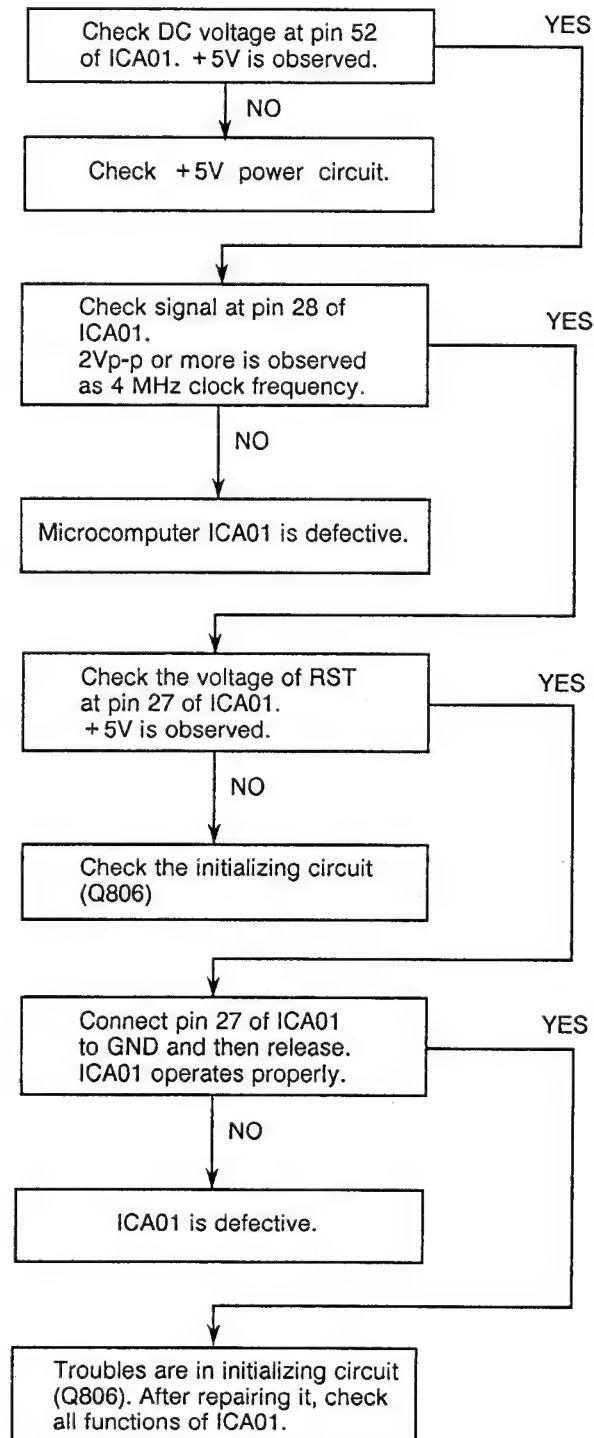 Check DC voltage at pin 52
of ICA01. +5V is observed.
YES
NO
Check +5V power circuit.
Check signal at pin 28 of
ICA01.
2Vp-p or more is observed
as 4 MHz clock frequency.
YES
NO
Microcomputer ICA01 is defective.
Check the voltage of RST
at pin 27 of ICA01.
+5V is observed.
YES
NO
Check the initializing circuit
(Q806)
Connect pin 27 of ICA01
to GND and then release.
ICA01 operates properly.
YES
NO
ICA01 is defective.
Troubles are in initializing circuit
(Q806). After repairing it, check
all functions of ICA01.